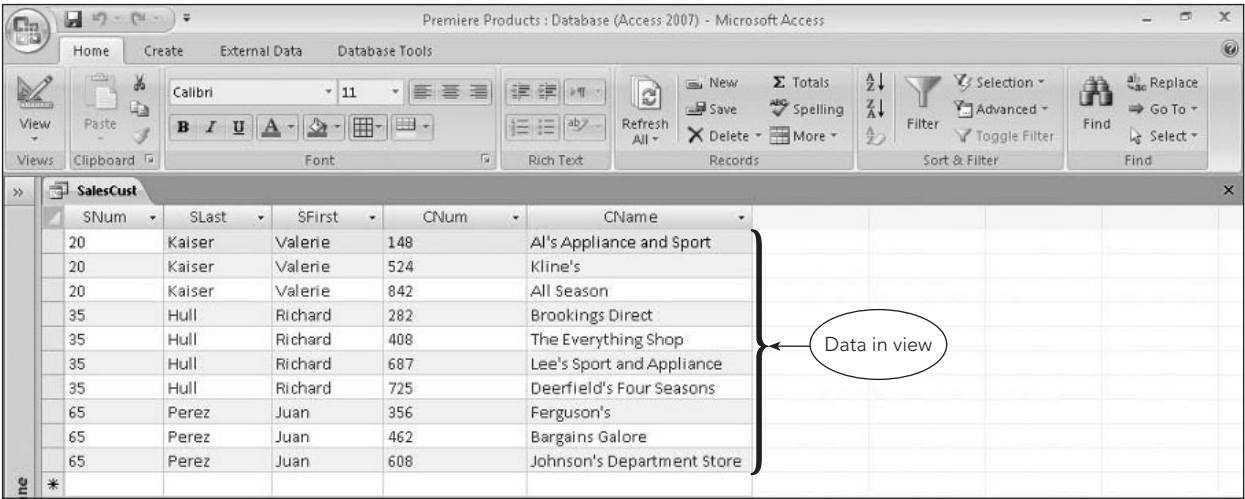 Premiere Products : Database (Access 2007) - Microsoft Access
Home Create External Data Database Tools
View
Views
Paste
Clipboard
Calibri 11
B I U A
Font
ab
Rich Text
Refresh All
New
Save
Delete
Σ Totals
Spelling
More
Records
Filter
Selection
Advanced
Toggle Filter
Sort & Filter
Find
Replace
Go To
Select
Find
SalesCust
SNum SLast SFirst CNum CName
20 Kaiser Valerie 148 Al's Appliance and Sport
20 Kaiser Valerie 524 Kline's
20 Kaiser Valerie 842 All Season
35 Hull Richard 282 Brookings Direct
35 Hull Richard 408 The Everything Shop
35 Hull Richard 687 Lee's Sport and Appliance
35 Hull Richard 725 Deerfield's Four Seasons
65 Perez Juan 356 Ferguson's
65 Perez Juan 462 Bargains Galore
65 Perez Juan 608 Johnson's Department Store
Data in view